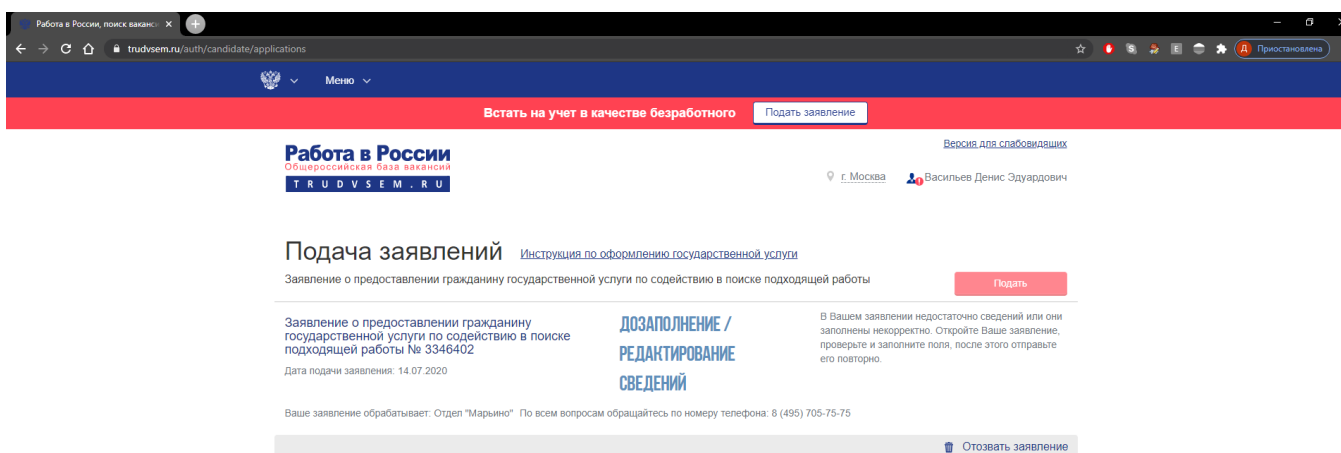 Работа в России, поиск ваканс
trudvsem.ru/auth/candidate/applications
Д Приостановлена
Меню
Встать на учет в качестве безработного Подать заявление
Версия для слабовидящих
Работа в России
Общероссийская база вакансий
TRUDVSEM.RU
г. Москва Васильев Денис Эдуардович
Подача заявлений Инструкция по оформлению государственной услуги
Заявление о предоставлении гражданину государственной услуги по содействию в поиске подходящей работы
Подать
Заявление о предоставлении гражданину
государственной услуги по содействию в поиске
подходящей работы № 3346402
Дата подачи заявления: 14.07.2020
ДОЗАПОЛНЕНИЕ /
РЕДАКТИРОВАНИЕ
СВЕДЕНИЙ
В Вашем заявлении недостаточно сведений или они
заполнены некорректно. Откройте Ваше заявление,
проверьте и заполните поля, после этого отправьте
его повторно.
Ваше заявление обрабатывает: Отдел "Марьино" По всем вопросам обращайтесь по номеру телефона: 8 (495) 705-75-75
Отозвать заявление